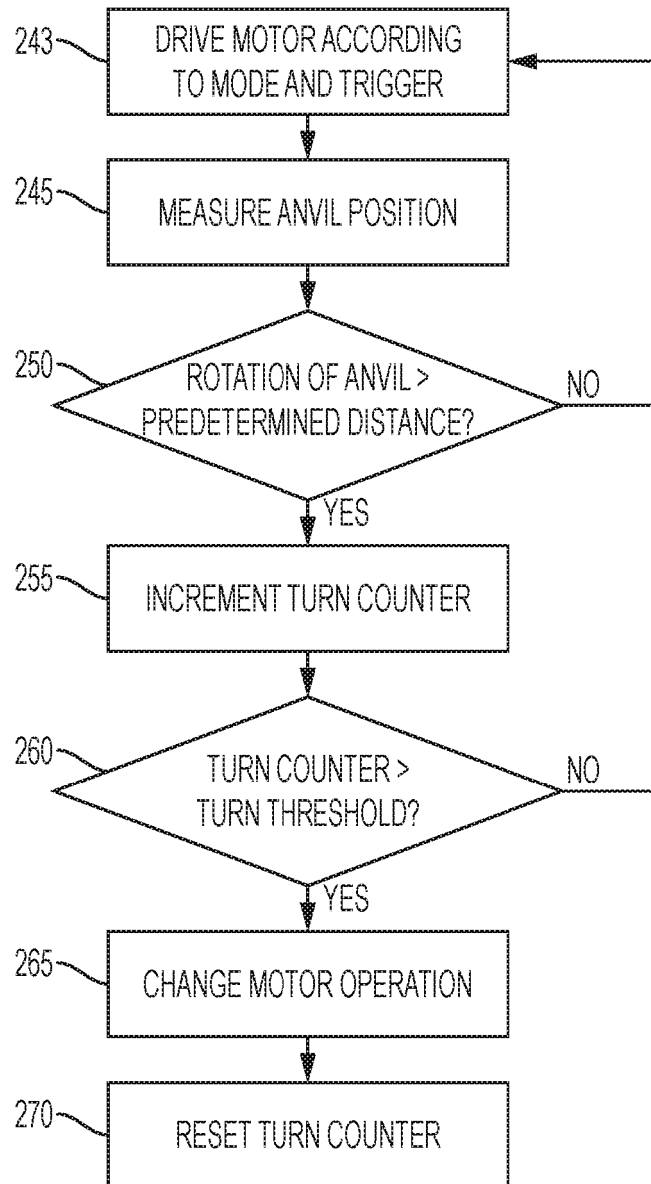 243
DRIVE MOTOR ACCORDING
TO MODE AND TRIGGER
245
MEASURE ANVIL POSITION
250
ROTATION OF ANVIL >
PREDETERMINED DISTANCE?
NO
YES
255
INCREMENT TURN COUNTER
260
TURN COUNTER >
TURN THRESHOLD?
NO
YES
265
CHANGE MOTOR OPERATION
270
RESET TURN COUNTER